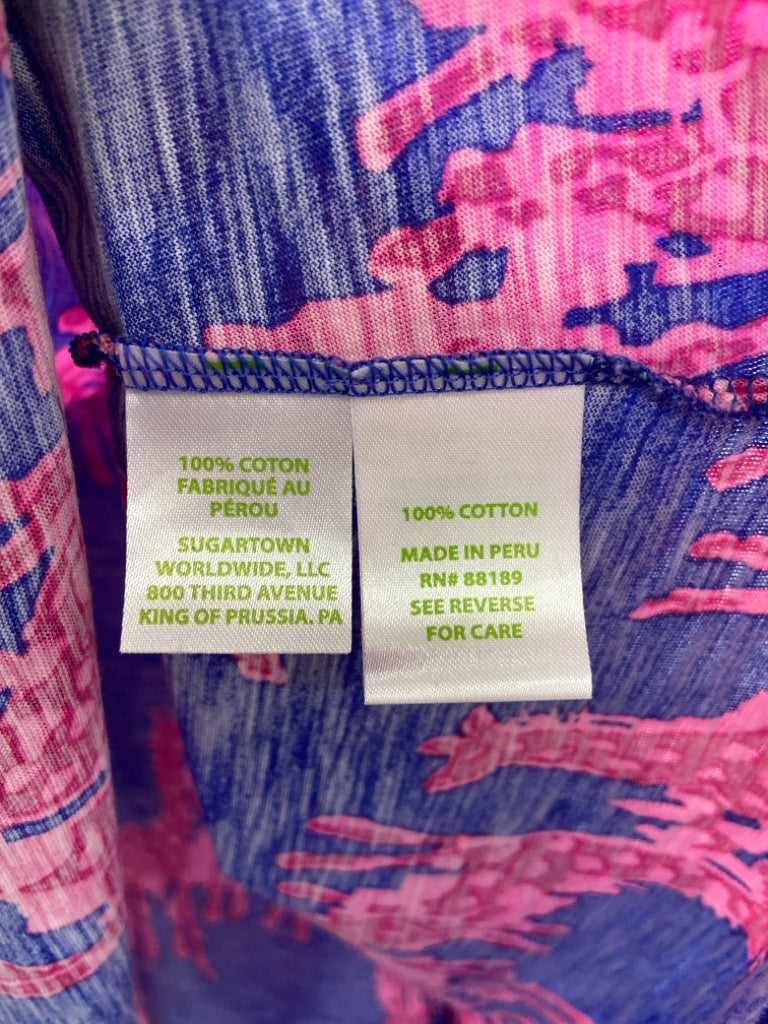 100% COTON
FABRIQUÉ AU
PÉROU
SUGARTOWN
WORLDWIDE, LLC
800 THIRD AVENUE
KING OF PRUSSIA. PA
100% COTTON
MADE IN PERU
RN# 88189
SEE REVERSE
FOR CARE